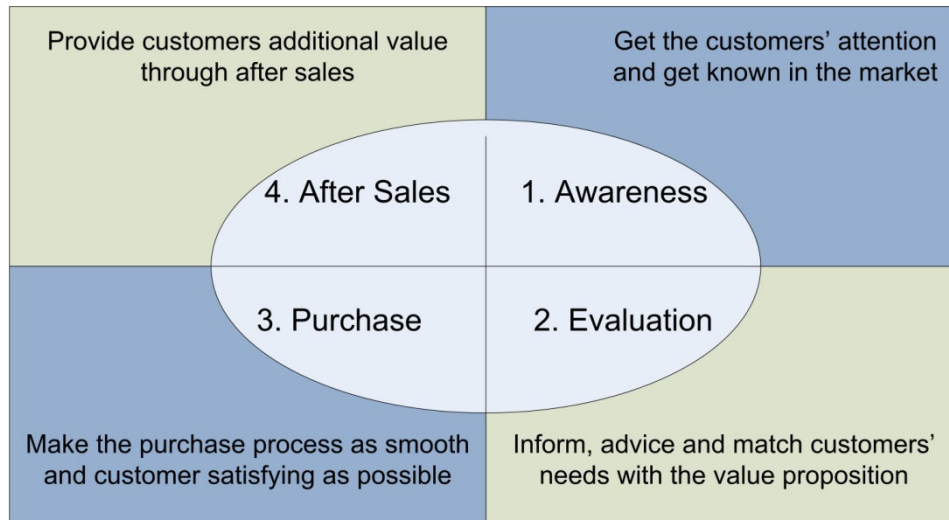 Provide customers additional value
through after sales
Get the customers’ attention
and get known in the market
4. After Sales
1. Awareness
3. Purchase
2. Evaluation
Make the purchase process as smooth
and customer satisfying as possible
Inform, advice and match customers’
needs with the value proposition